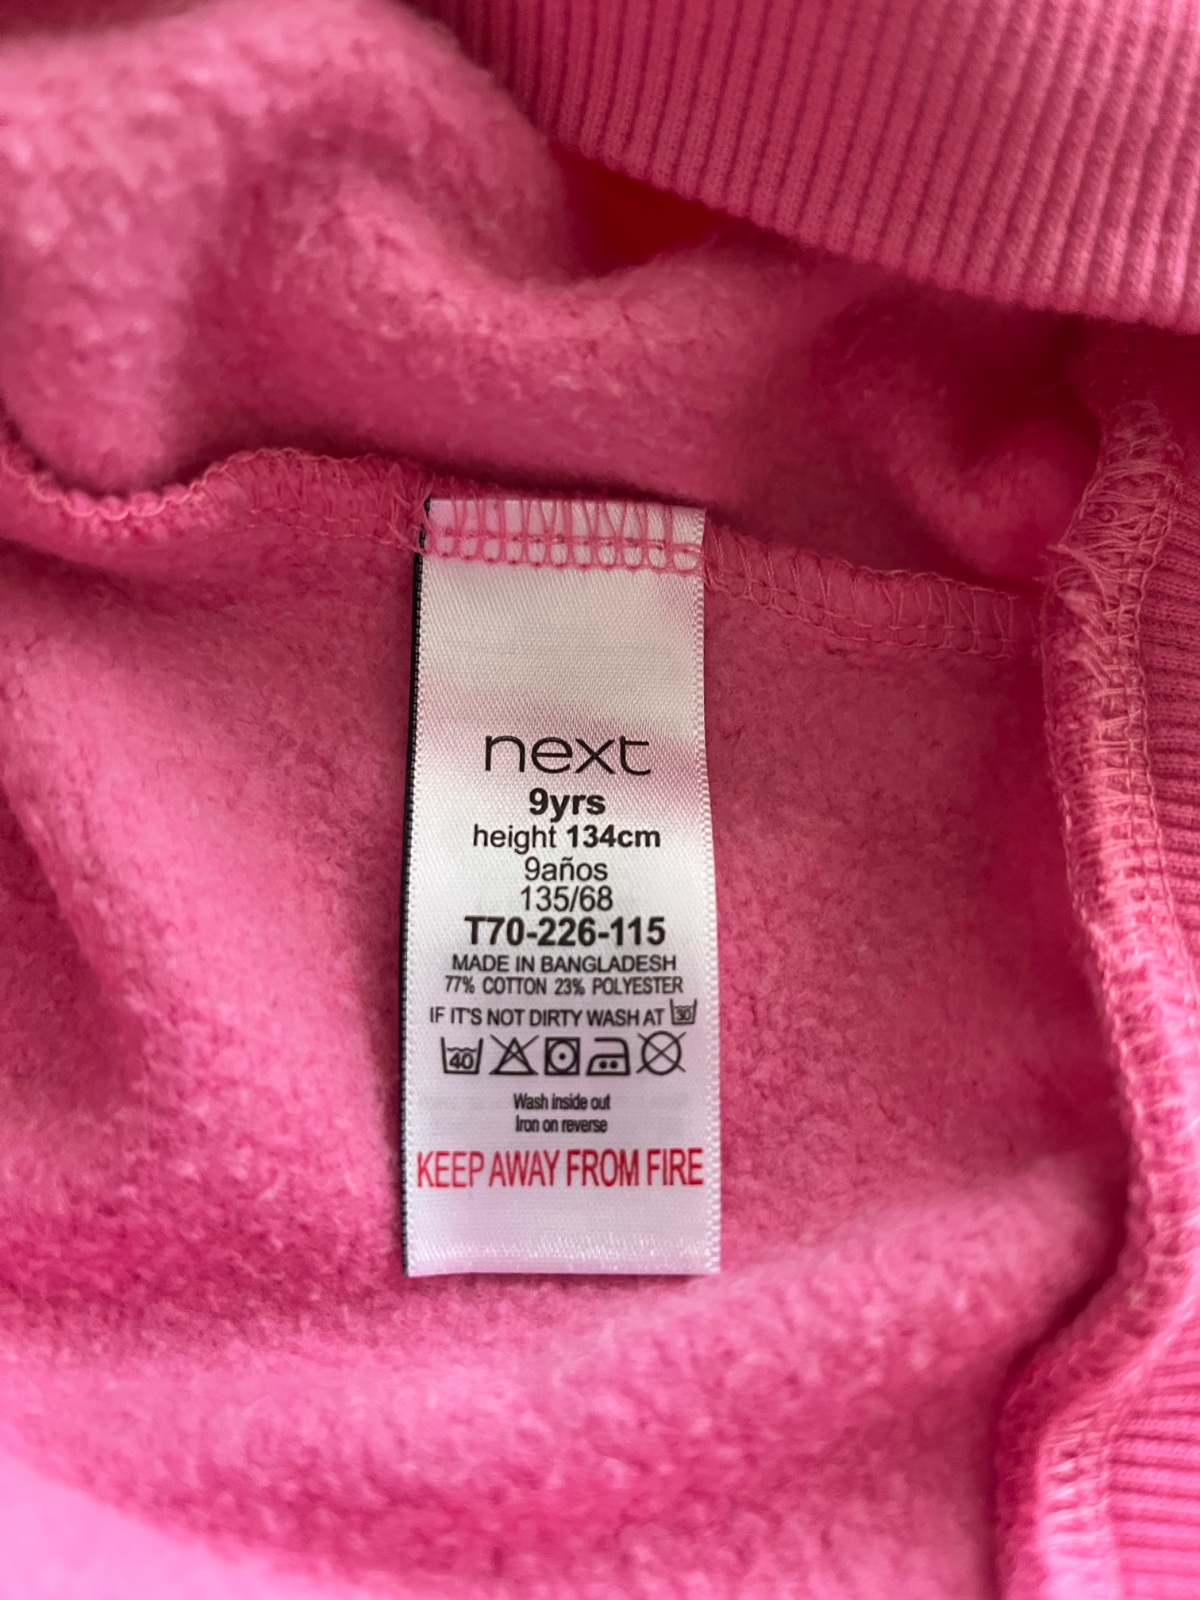 next
9yrs
height 134cm
9años
135/68
T70-226-115
MADE IN BANGLADESH
77% COTTON 23% POLYESTER
IF IT'S NOT DIRTY WASH AT 30
40
Wash inside out
Iron on reverse
KEEP AWAY FROM FIRE